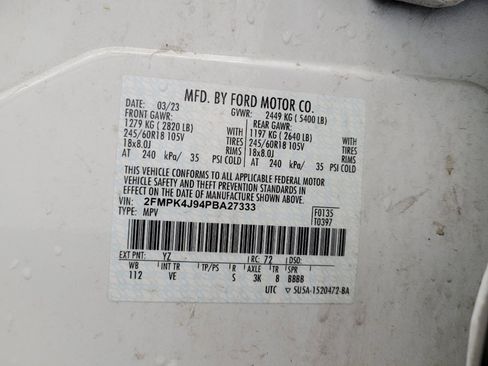 MFD. BY FORD MOTOR CO.
DATE: 03/23 GVWR: 2449 KG ( 5400 LB)
FRONT GAWR: REAR GAWR:
1279 KG ( 2820 LB) WITH 1197 KG ( 2640 LB) WITH
245/60R18 105V TIRES 245/60R18 105V TIRES
18x8.0J RIMS 18x8.0J RIMS
AT 240 kPa/ 35 PSI COLD AT 240 kPa/ 35 PSI COLD
THIS VEHICLE CONFORMS TO ALL APPLICABLE FEDERAL MOTOR
VEHICLE SAFETY AND THEFT PREVENTION STANDARDS IN
EFFECT ON THE DATE OF MANUFACTURE SHOWN ABOVE.
VIN: 2FMPK4J94PBA27333 F0135
TYPE: MPV T0397
EXT PNT: YZ RC: 72 DSO:
WB INT TR TP/PS R AXLE TR SPR
112 VE S 3K 8 BBBB
UTC ▽ 5U5A-1520472-BA